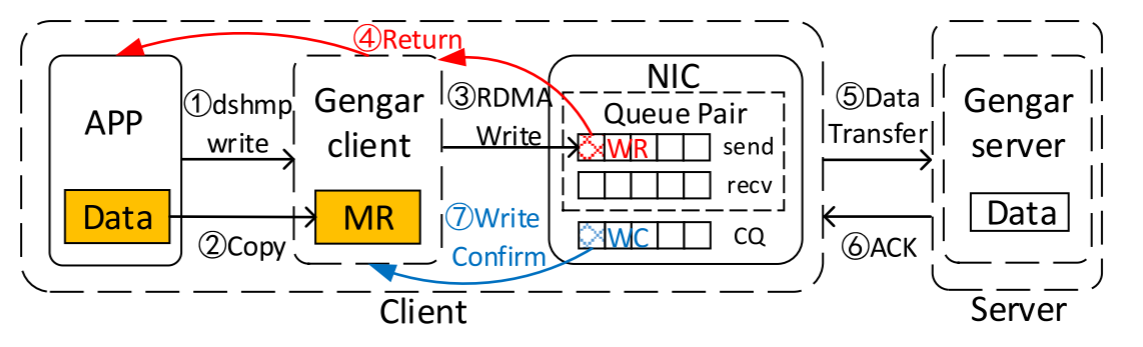 ④Return
APP
①dshmp
write
Gengar
client
③RDMA
Write
NIC
Queue Pair
WR
send
recv
WC
CQ
Data
②Copy
MR
⑦Write
Confirm
Client
⑤Data
Transfer
⑥ACK
Gengar
server
Data
Server